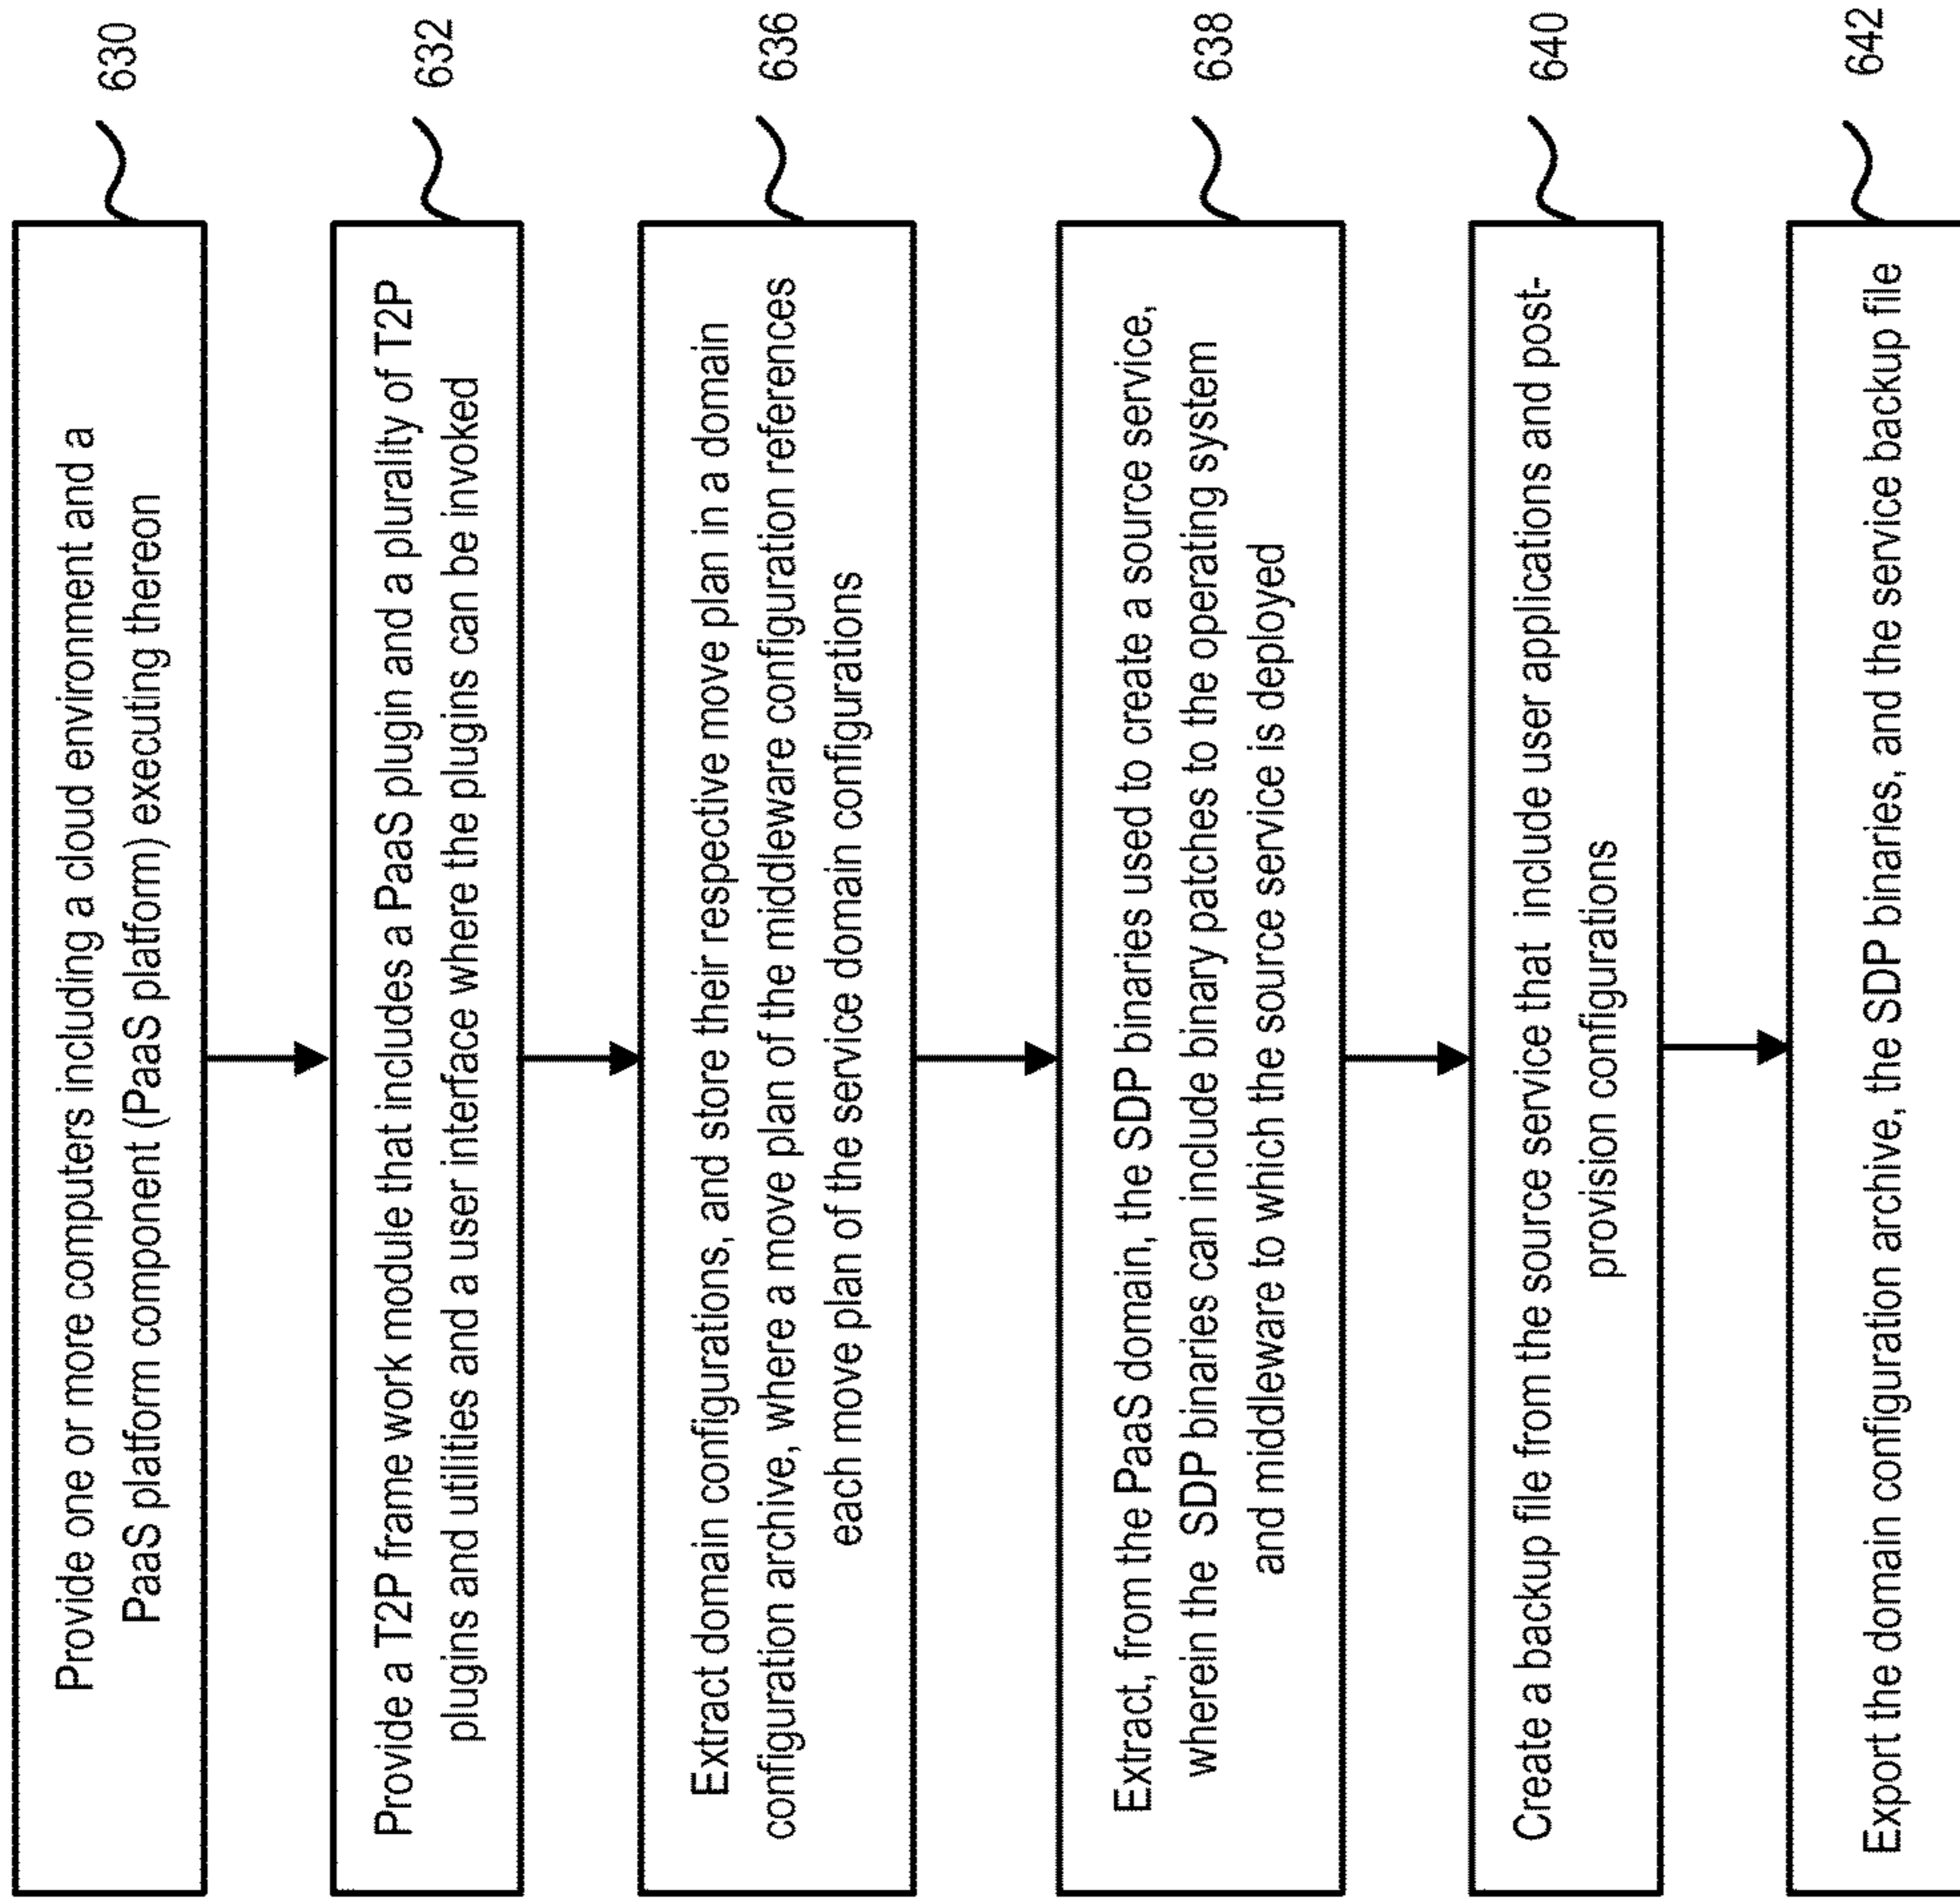 Provide one or more computers including a cloud environment and a
PaaS platform component (PaaS platform) executing thereon
630
Provide a T2P frame work module that includes a PaaS plugin and a plurality of T2P
plugins and utilities and a user interface where the plugins can be invoked
632
Extract domain configurations, and store their respective move plan in a domain
configuration archive, where a move plan of the middleware configuration references
each move plan of the service domain configurations
636
Extract, from the PaaS domain, the SDP binaries used to create a source service,
wherein the SDP binaries can include binary patches to the operating system
and middleware to which the source service is deployed
638
Create a backup file from the source service that include user applications and post-
provision configurations
640
Export the domain configuration archive, the SDP binaries, and the service backup file
642